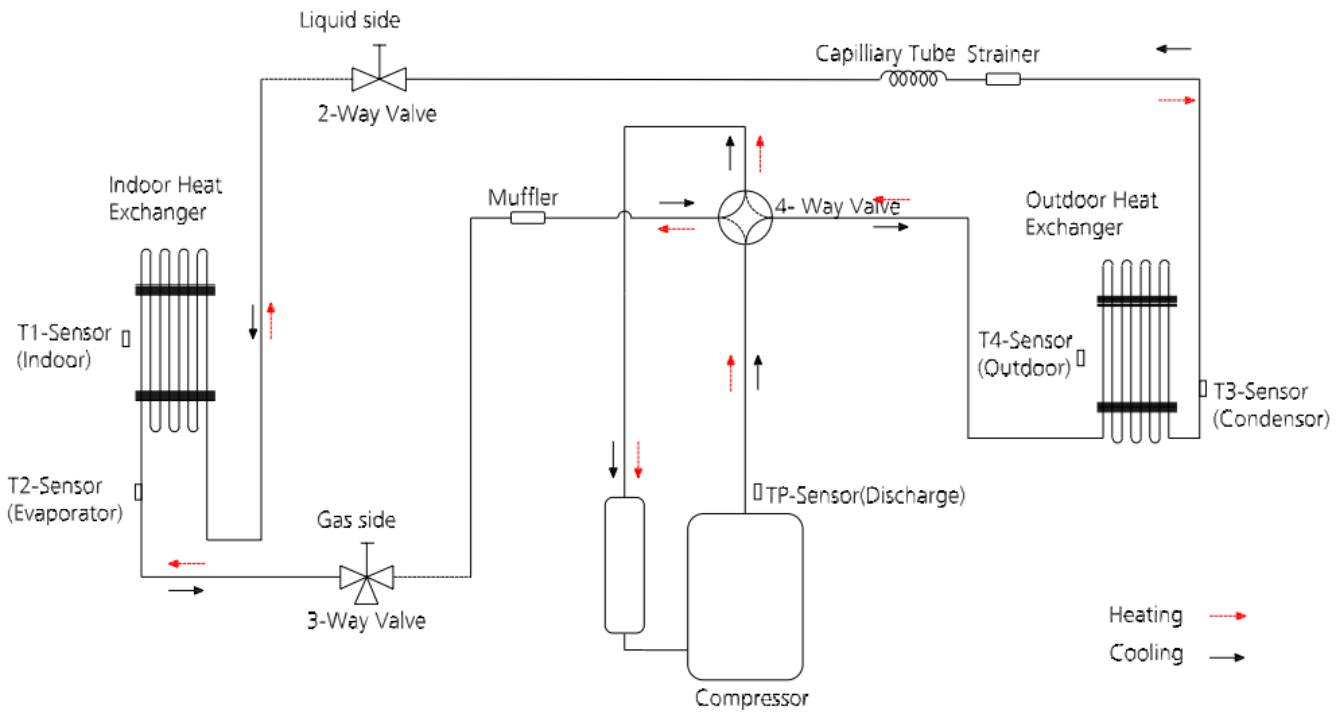 Liquid side
2-Way Valve
Capilliary Tube
Strainer
Indoor Heat
Exchanger
Muffler
4- Way Valve
Outdoor Heat
Exchanger
T1-Sensor
(Indoor)
T4-Sensor
(Outdoor)
T3-Sensor
(Condensor)
T2-Sensor
(Evaporator)
TP-Sensor(Discharge)
Gas side
3-Way Valve
Compressor
Heating
Cooling